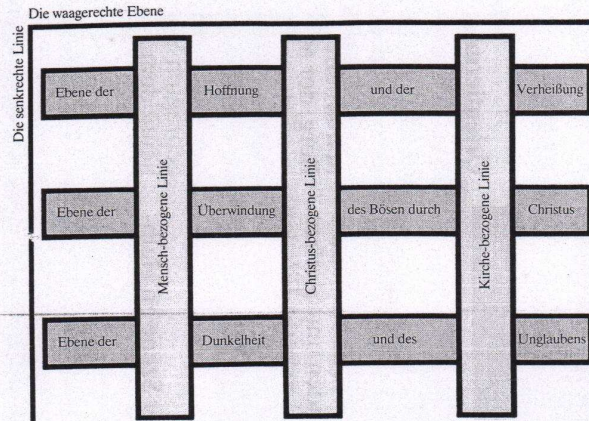 Die waagerechte Ebene
Die senkrechte Linie
Ebene der Hoffnung und der Verheißung
Ebene der Überwindung des Bösen durch Christus
Ebene der Dunkelheit und des Unglaubens
Mensch-bezogene Linie
Christus-bezogene Linie
Kirche-bezogene Linie